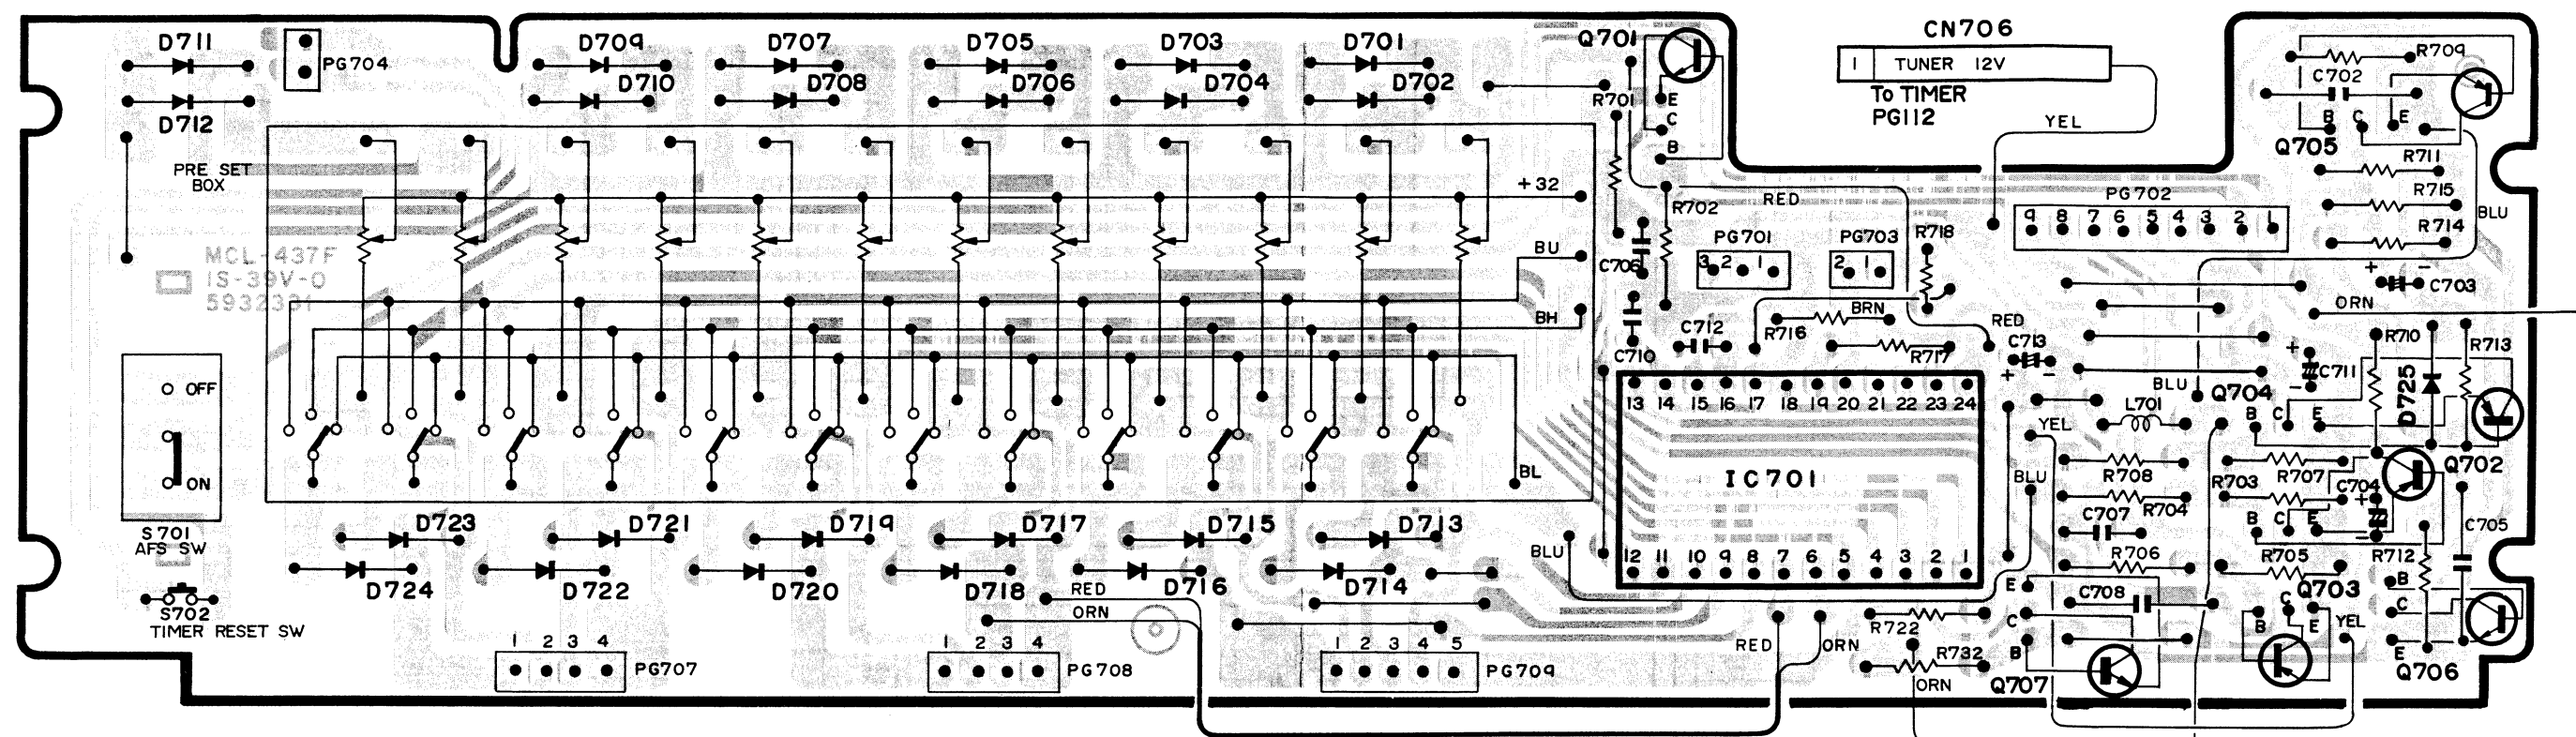 D711
D712
PG704
D709
D710
D707
D708
D705
D706
D703
D704
D701
D702
Q701
R701
E
C
B
CN706
1 TUNER 12V
To TIMER
PG112
YEL
R709
C702
B C E
Q705
R711
R715
R714
BLU
PRE SET
BOX
MCL-437F
IS-39V-0
5932331
+32
BU
BH
BL
R702
RED
C706
PG701
3 2 1
PG703
2 1
R718
PG702
9 8 7 6 5 4 3 2 1
+ -
C703
ORN
C710
C712
R716
BRN
R717
RED
C713
+ -
+
C711
-
R710
D725
R713
BLU
Q704
L701
B C E
YEL
OFF
ON
S701
AFS SW
S702
TIMER RESET SW
13 14 15 16 17 18 19 20 21 22 23 24
IC701
12 11 10 9 8 7 6 5 4 3 2 1
BLU
BLU
R708
R704
C707
R706
C708
R703
R707
C704
+
-
Q702
B C E
C705
R705
R712
Q703
B C E
YEL
B
C
E
Q706
D723
D724
D721
D722
D719
D720
D717
D718
D715
D716
D713
D714
RED
ORN
1 2 3 4
PG707
1 2 3 4
PG708
1 2 3 4 5
PG709
RED
ORN
R722
R732
ORN
E
C
B
Q707